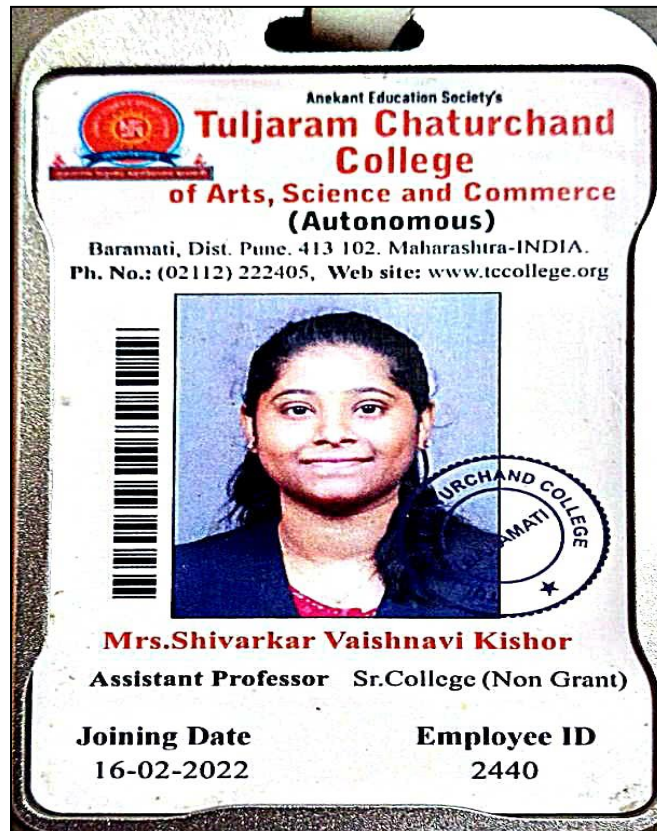 Anekant Education Society's
Tuljaram Chaturchand
College
of Arts, Science and Commerce
(Autonomous)
Baramati, Dist. Pune. 413 102. Maharashtra-INDIA.
Ph. No.: (02112) 222405, Web site: www.tccollege.org
URCHAND COLLEGE
AMATI
Mrs.Shivarkar Vaishnavi Kishor
Assistant Professor Sr.College (Non Grant)
Joining Date Employee ID
16-02-2022 2440